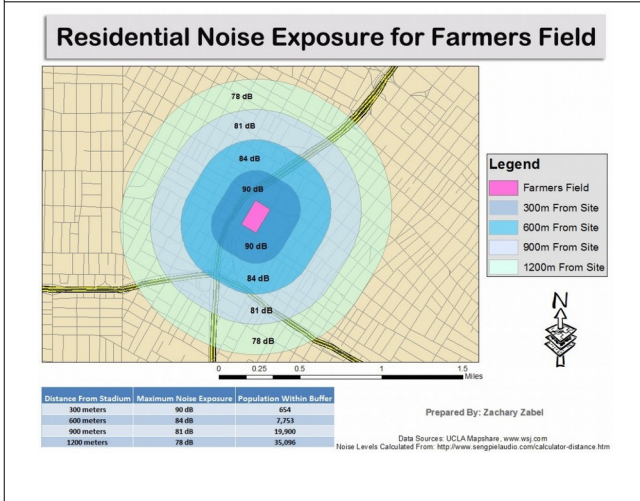 Residential Noise Exposure for Farmers Field
78 dB
81 dB
84 dB
90 dB
90 dB
84 dB
81 dB
78 dB
Legend
Farmers Field
300m From Site
600m From Site
900m From Site
1200m From Site
N
0 0.25 0.5 1 1.5
Miles
Distance From Stadium Maximum Noise Exposure Population Within Buffer
300 meters 90 dB 654
600 meters 84 dB 7,753
900 meters 81 dB 19,900
1200 meters 78 dB 35,096
Prepared By: Zachary Zabel
Data Sources: UCLA Mapshare, www.wsj.com
Noise Levels Calculated From: http://www.sengpielaudio.com/calculator-distance.htm